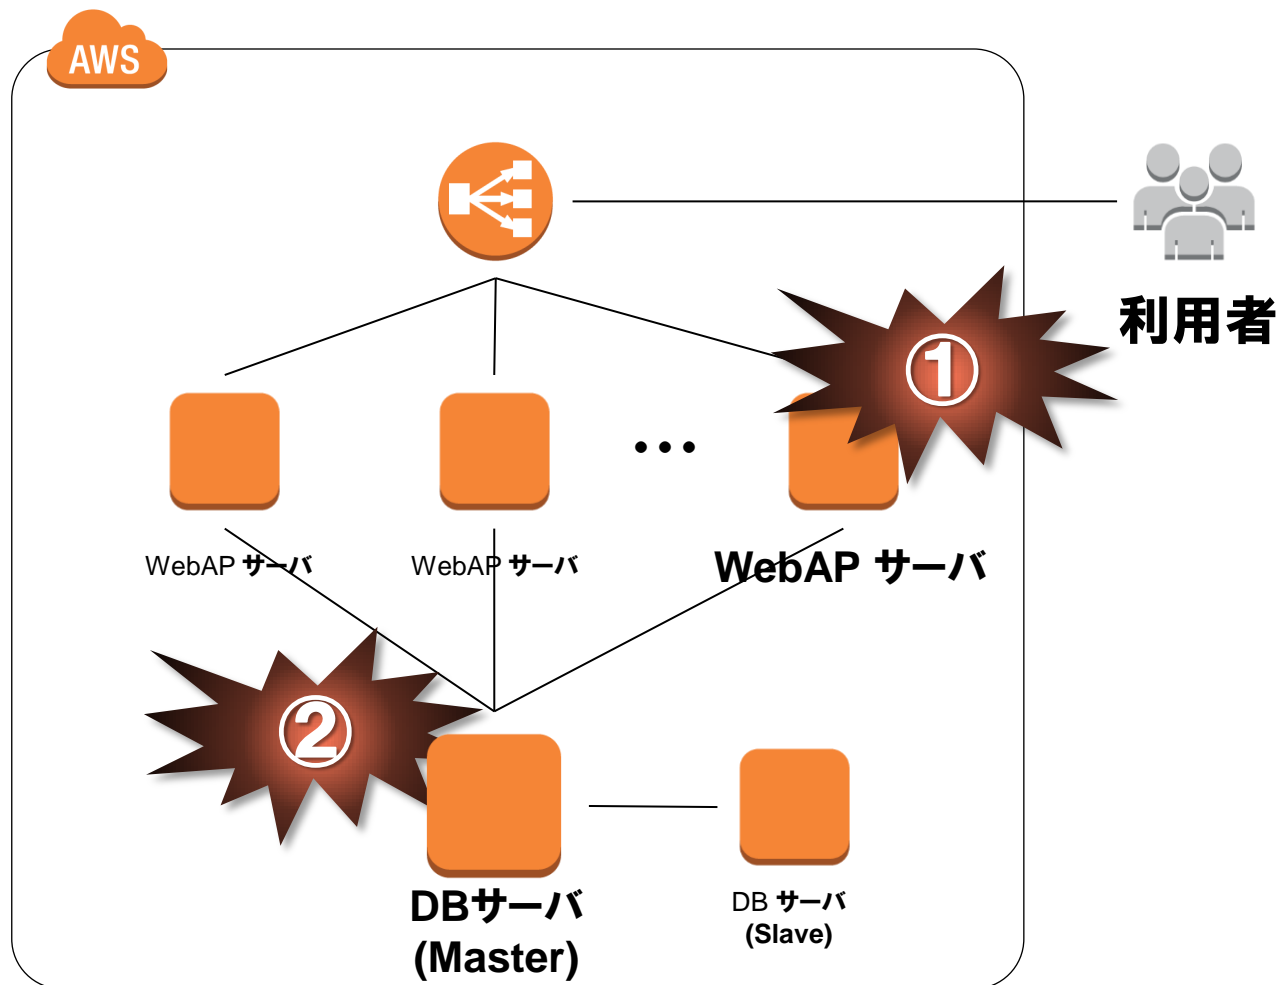 AWS
利用者
①
•••
WebAP サーバ
WebAP サーバ
WebAP サーバ
②
DBサーバ
(Master)
DB サーバ
(Slave)